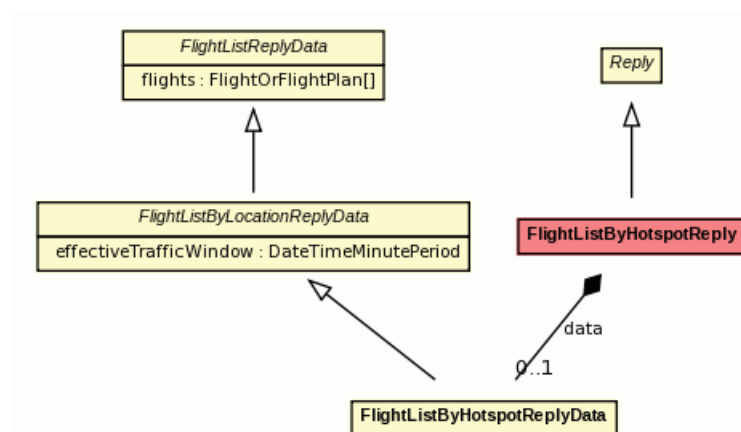 FlightListReplyData
flights : FlightOrFlightPlan[]
Reply
FlightListByLocationReplyData
effectiveTrafficWindow : DateTimeMinutePeriod
FlightListByHotspotReply
data
0..1
FlightListByHotspotReplyData